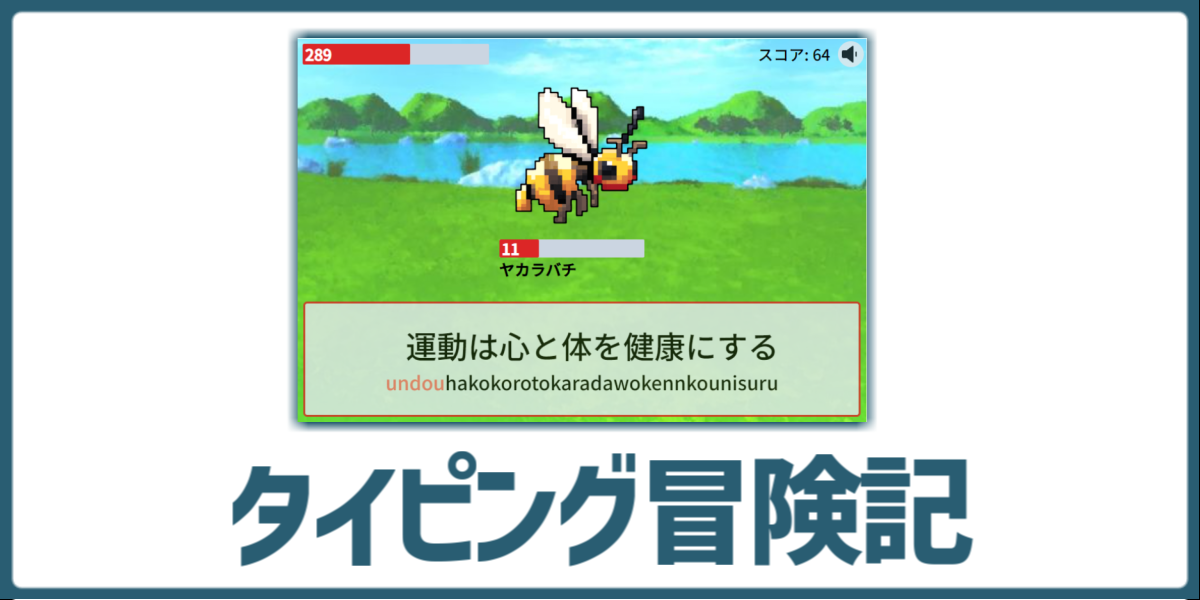 289
スコア: 64
11
ヤカラバチ
運動は心と体を健康にする
undouhakokorotokaradawokennkounisuru
タイピング冒険記